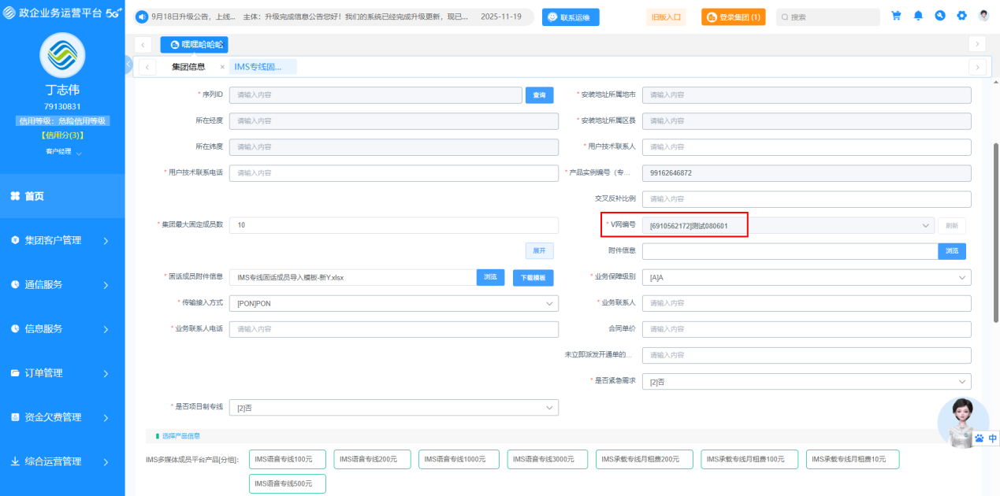 政企业务运营平台 5G
9月18日升级公告，上线... 主体：升级完成信息公告您好！我们的系统已经完成升级更新，现已... 2025-11-19
联系运维
旧版入口
登录集团 (1)
搜索
嘿嘿哈哈哈
集团信息 × IMS专线固...
丁志伟
79130831
信用等级：危险信用等级
【信用分(3)】
客户经理
首页
集团客户管理
通信服务
信息服务
订单管理
资金欠费管理
综合运营管理
* 序列ID 请输入内容 查询 * 安装地址所属地市 请输入内容
所在经度 请输入内容 * 安装地址所属区县 请输入内容
所在纬度 请输入内容 * 用户技术联系人 请输入内容
* 用户技术联系电话 请输入内容 * 产品实例编号（专... 99162646872
交叉反补比例 请输入内容
* 集团最大固定成员数 10 * V网编号 [6910562172]测试080601 刷新
展开 附件信息 浏览
* 固话成员附件信息 IMS专线固话成员导入模板-新Y.xlsx 浏览 下载模板 * 业务保障级别 [A]A
* 传输接入方式 [PON]PON * 业务联系人 请输入内容
* 业务联系人电话 请输入内容 合同单价 请输入内容
未立即派发开通单的... 请输入内容
* 是否紧急需求 [2]否
* 是否项目制专线 [2]否
选择产品信息
IMS多媒体成员平台产品[分组]: IMS语音专线100元 IMS语音专线200元 IMS语音专线1000元 IMS语音专线3000元 IMS承载专线月租费200元 IMS承载专线月租费100元 IMS承载专线月租费10元
IMS语音专线500元
中